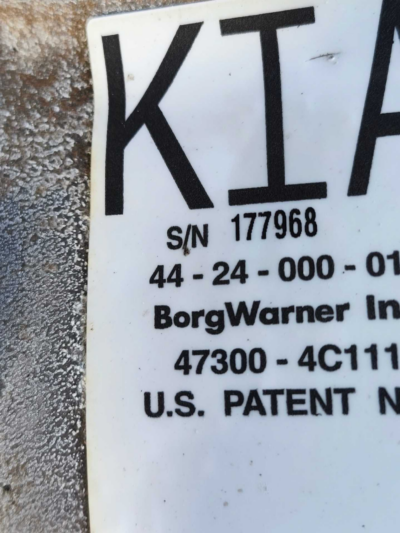 KIA
S/N 177968
44 - 24 - 000 - 01
BorgWarner In
47300 - 4C111
U.S. PATENT N